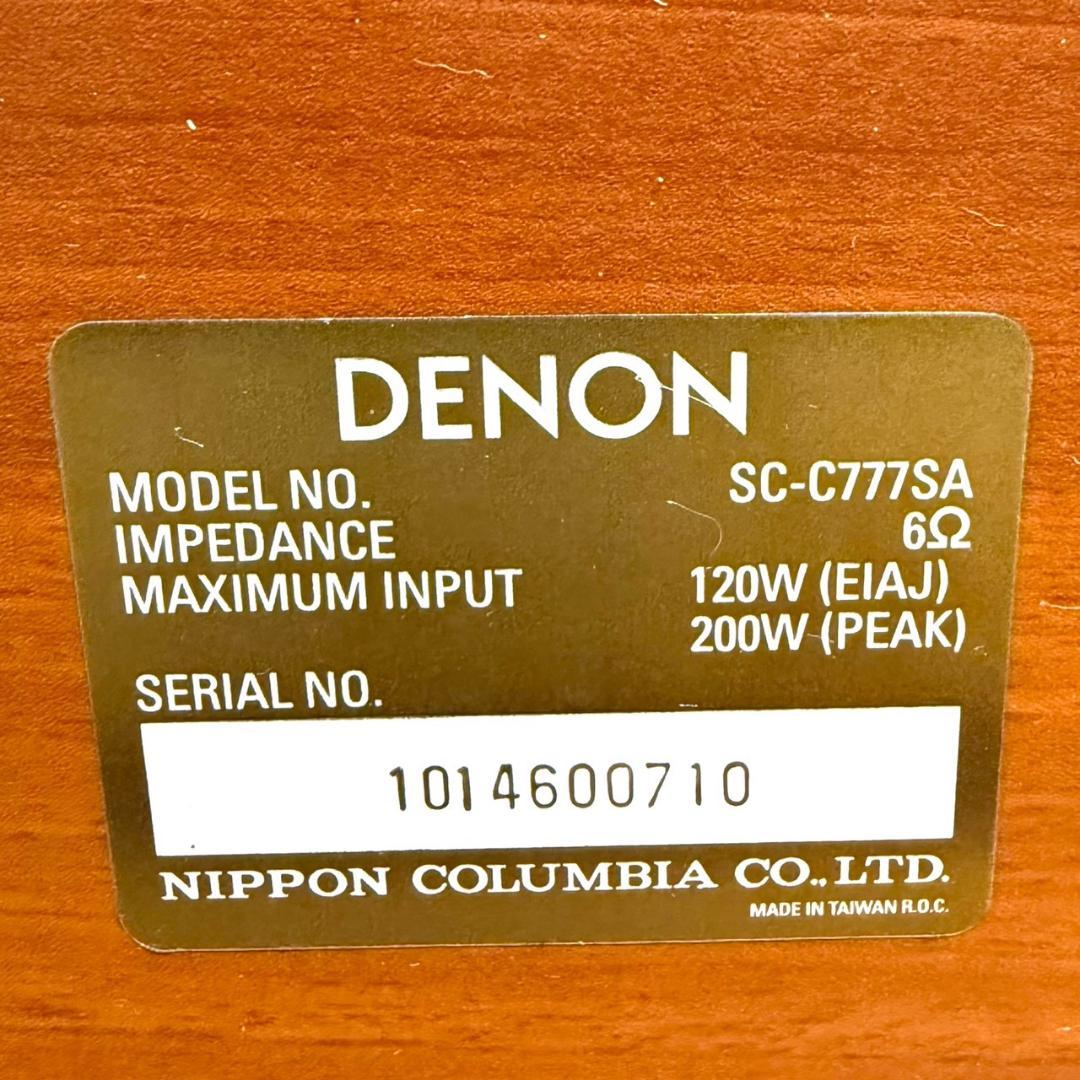 DENON
MODEL NO. SC-C777SA
IMPEDANCE 6Ω
MAXIMUM INPUT 120W (EIAJ)
200W (PEAK)
SERIAL NO.
1014600710
NIPPON COLUMBIA CO., LTD.
MADE IN TAIWAN R.O.C.